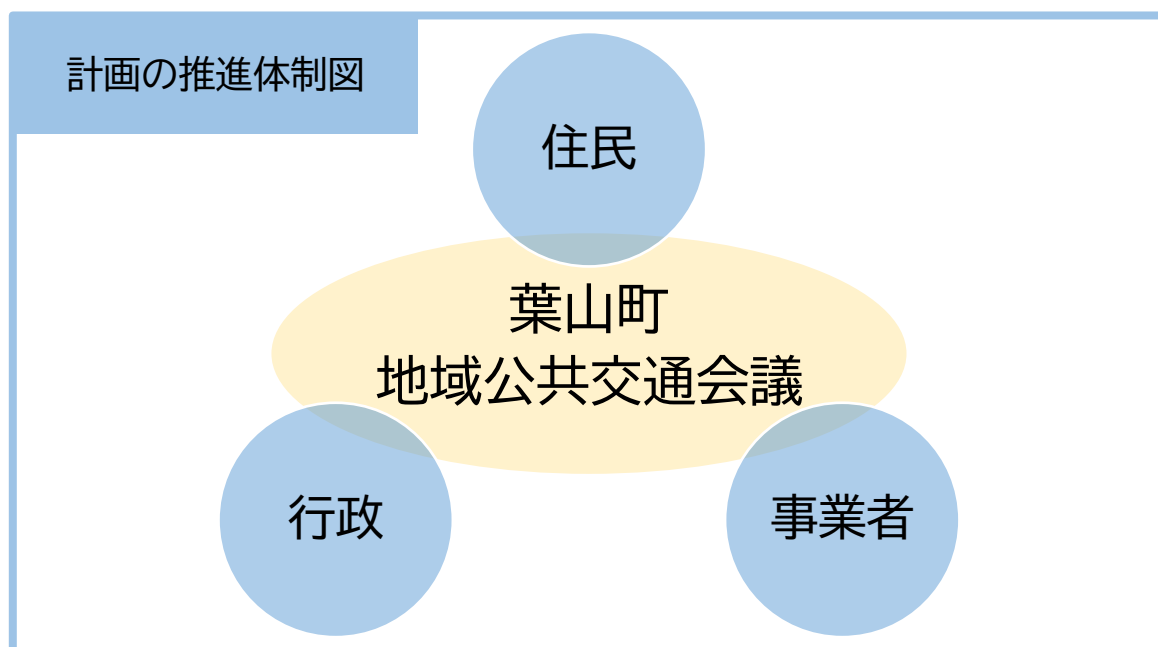 計画の推進体制図
住民
葉山町
地域公共交通会議
行政
事業者